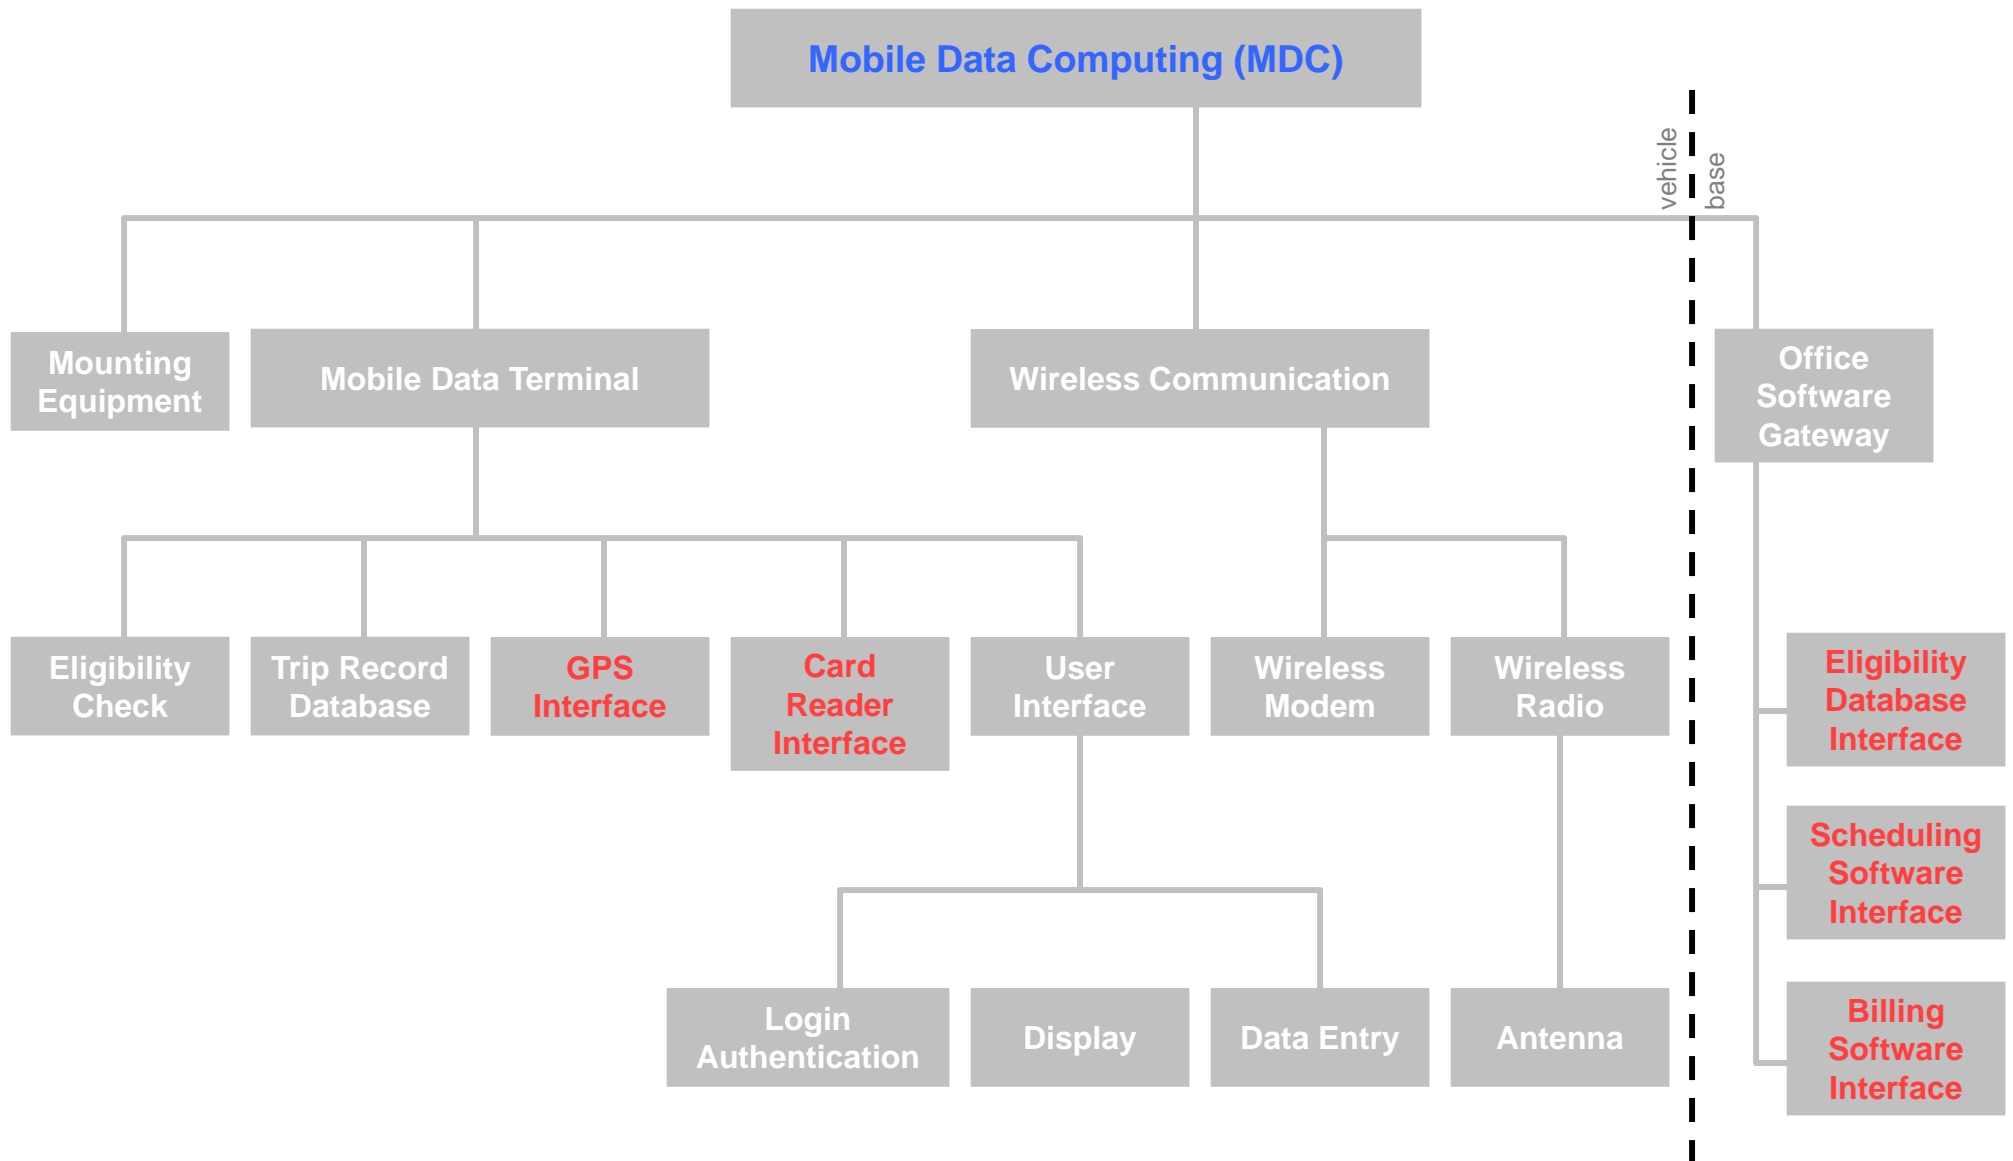 Mobile Data Computing (MDC)
vehicle
base
Mounting
Equipment
Mobile Data Terminal
Wireless Communication
Office
Software
Gateway
Eligibility
Check
Trip Record
Database
GPS
Interface
Card
Reader
Interface
User
Interface
Wireless
Modem
Wireless
Radio
Eligibility
Database
Interface
Scheduling
Software
Interface
Login
Authentication
Display
Data Entry
Antenna
Billing
Software
Interface